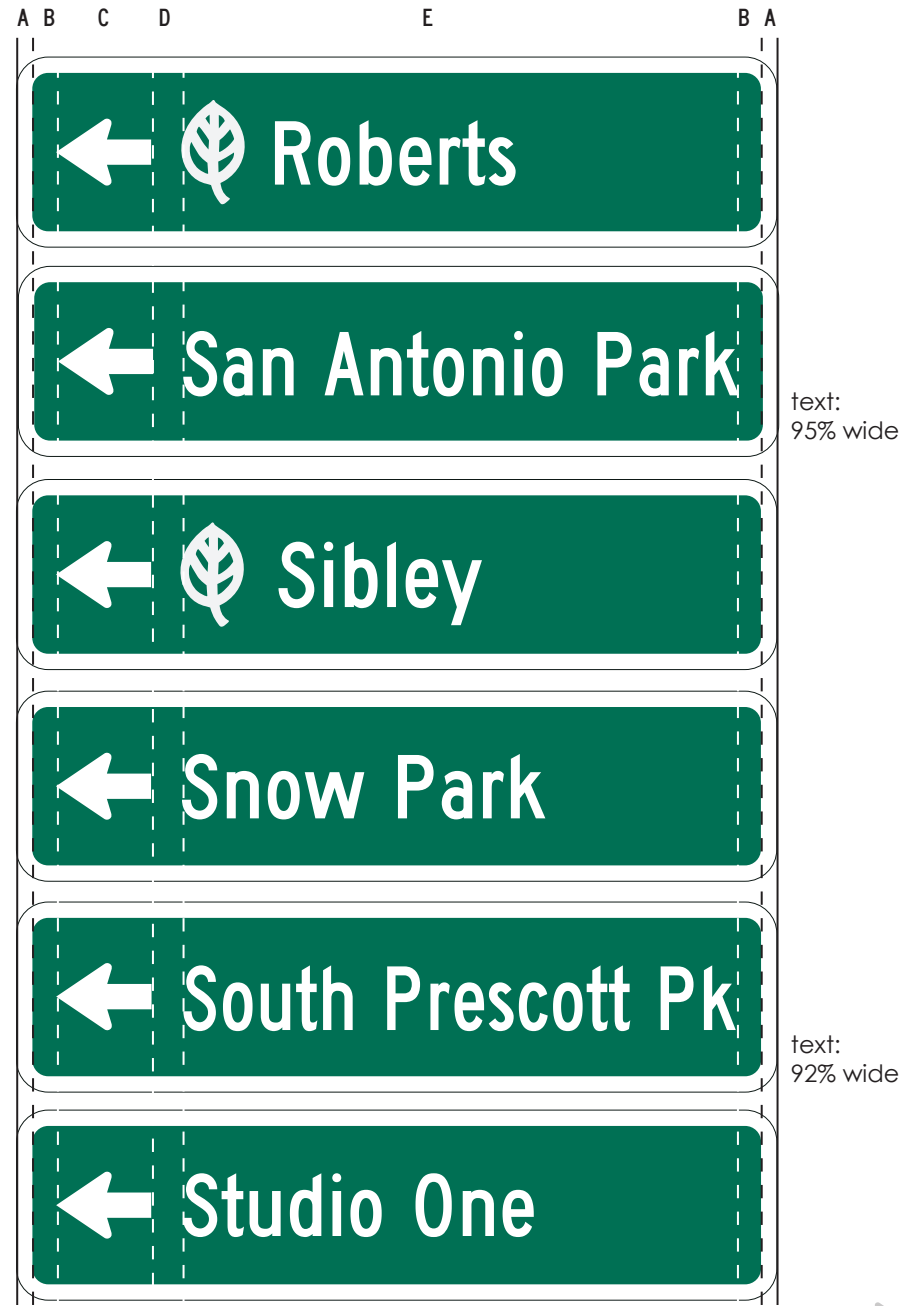 A B C D E B A
Roberts
San Antonio Park
text:
95% wide
Sibley
Snow Park
South Prescott Pk
text:
92% wide
Studio One